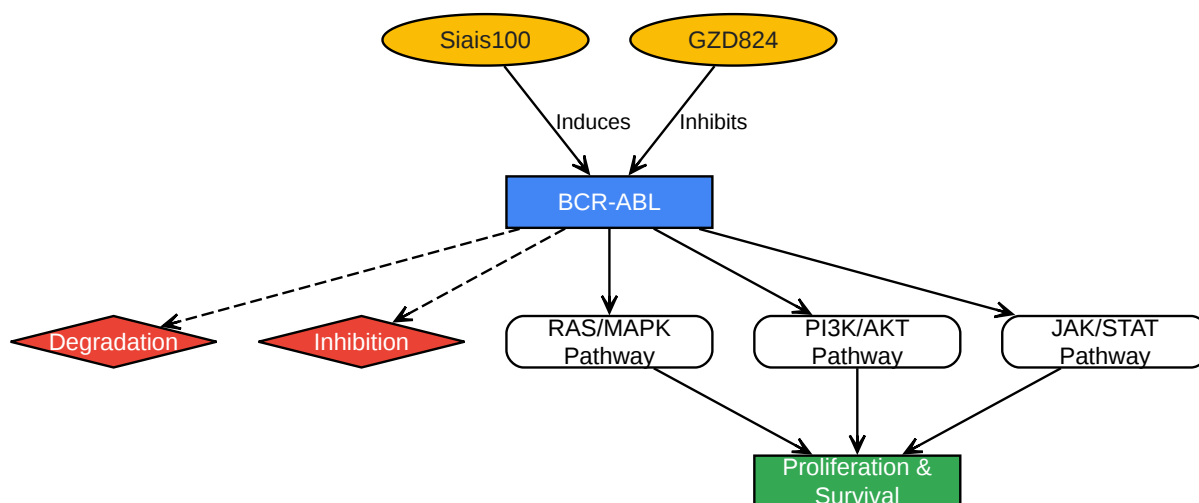 Siais100
GZD824
Induces
Inhibits
BCR-ABL
Degradation
Inhibition
RAS/MAPK
Pathway
PI3K/AKT
Pathway
JAK/STAT
Pathway
Proliferation &
Survival